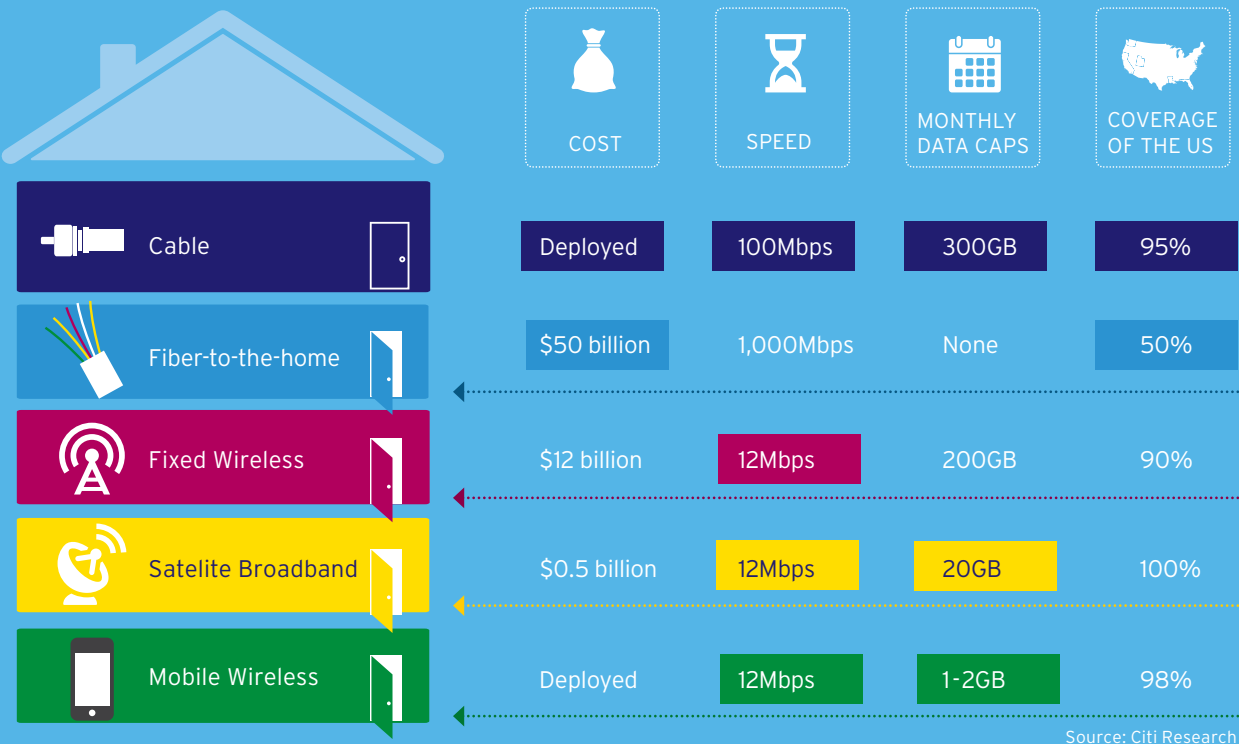 COST
SPEED
MONTHLY
DATA CAPS
COVERAGE
OF THE US
Cable
Deployed
100Mbps
300GB
95%
Fiber-to-the-home
$50 billion
1,000Mbps
None
50%
Fixed Wireless
$12 billion
12Mbps
200GB
90%
Satelite Broadband
$0.5 billion
12Mbps
20GB
100%
Mobile Wireless
Deployed
12Mbps
1-2GB
98%
Source: Citi Research